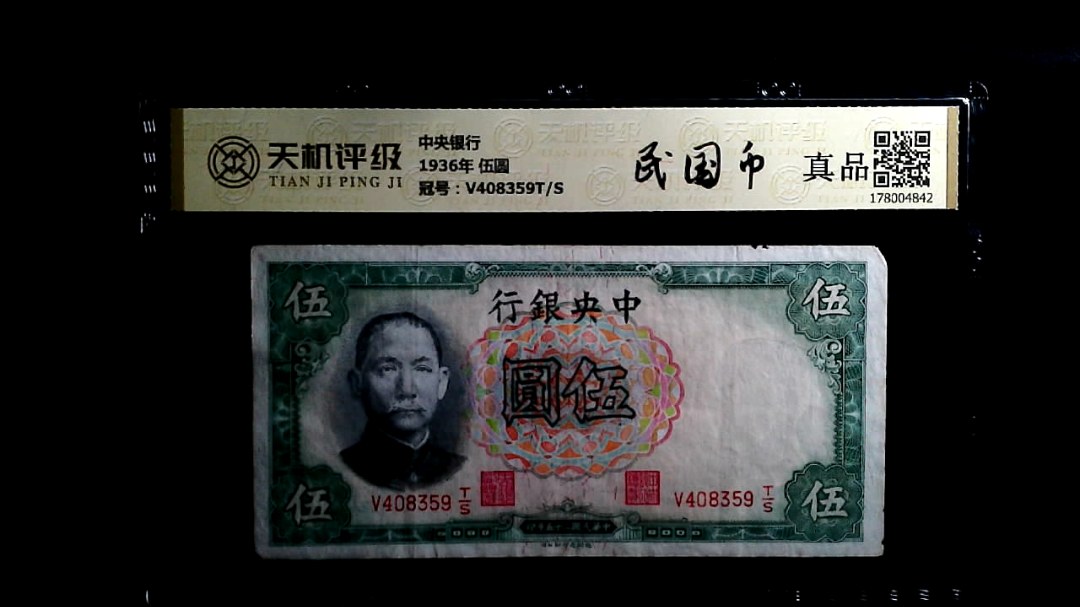 天机评级
TIAN JI PING JI
中央银行
1936年 伍圆
冠号：V408359T/S
民国币
真品
178004842
伍
行銀央中
伍
圓伍
伍
V408359 T/S
V408359 T/S
伍